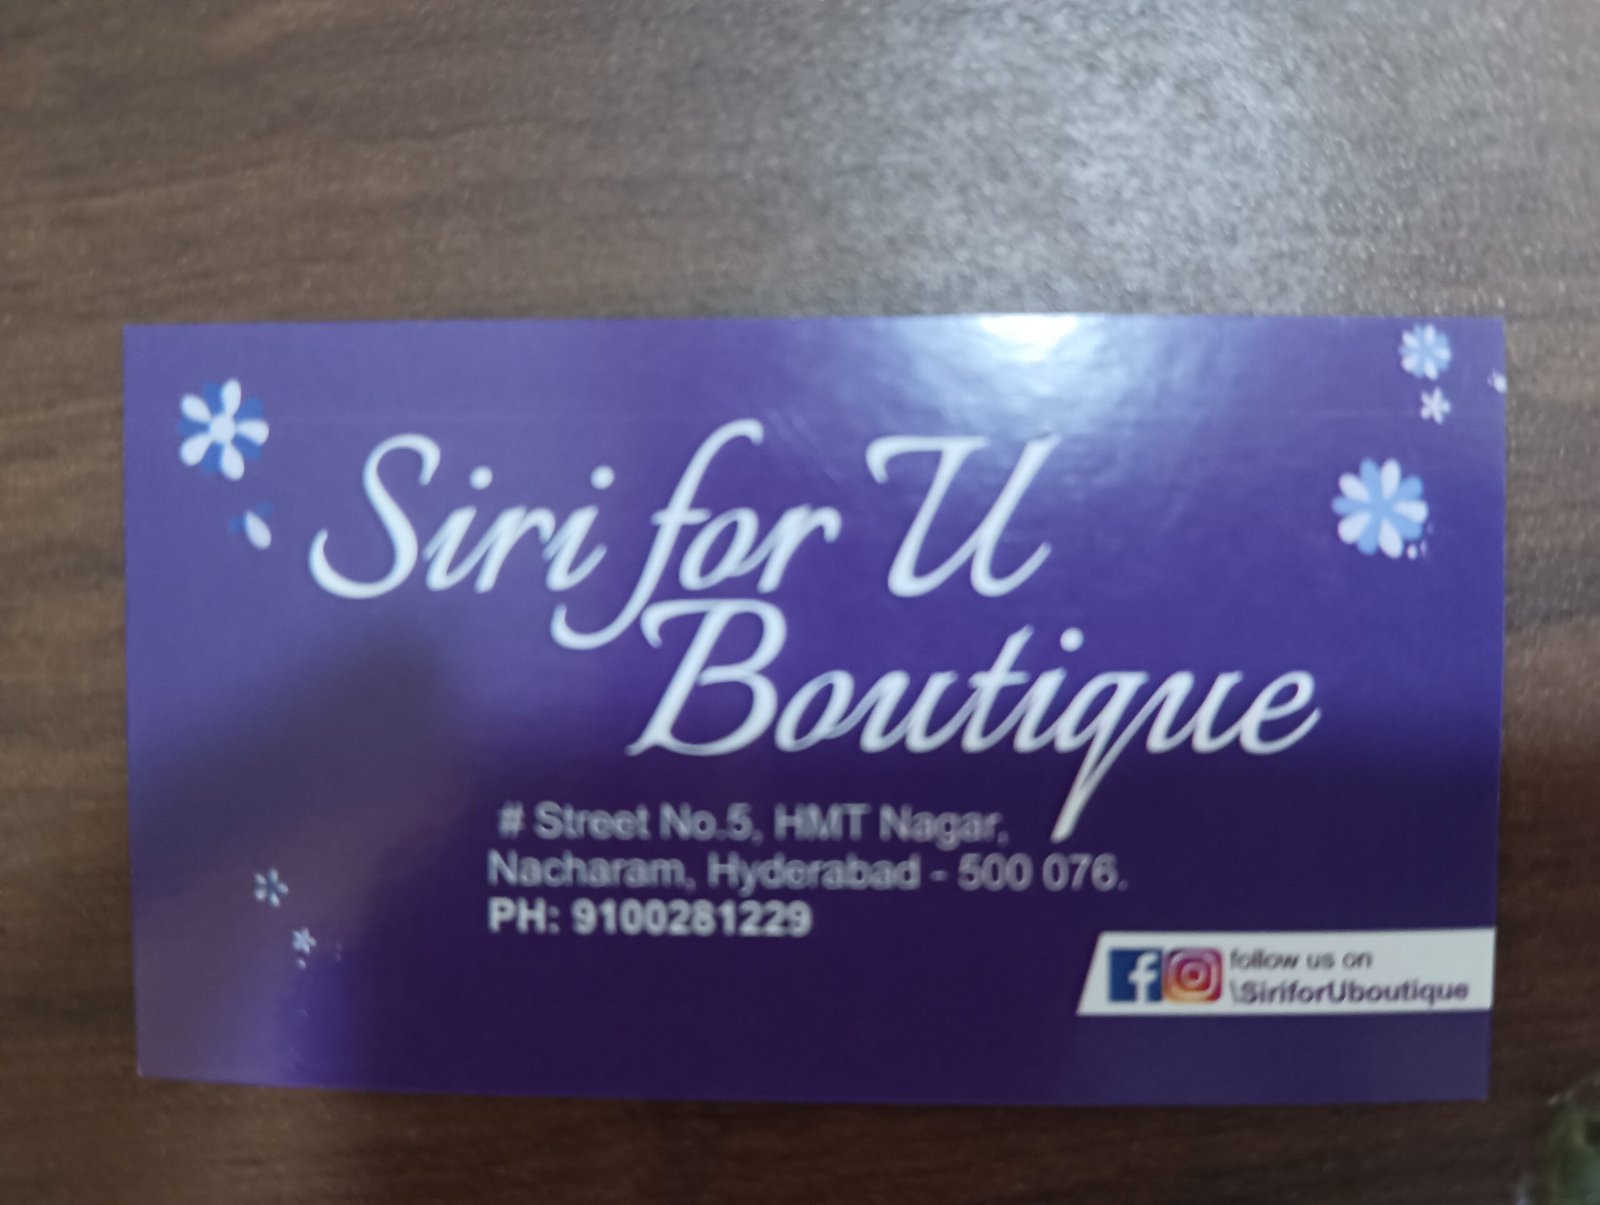 Siri for U
Boutique
# Street No.5, HMT Nagar,
Nacharam, Hyderabad - 500 076.
PH: 9100281229
follow us on
\SiriforUboutique